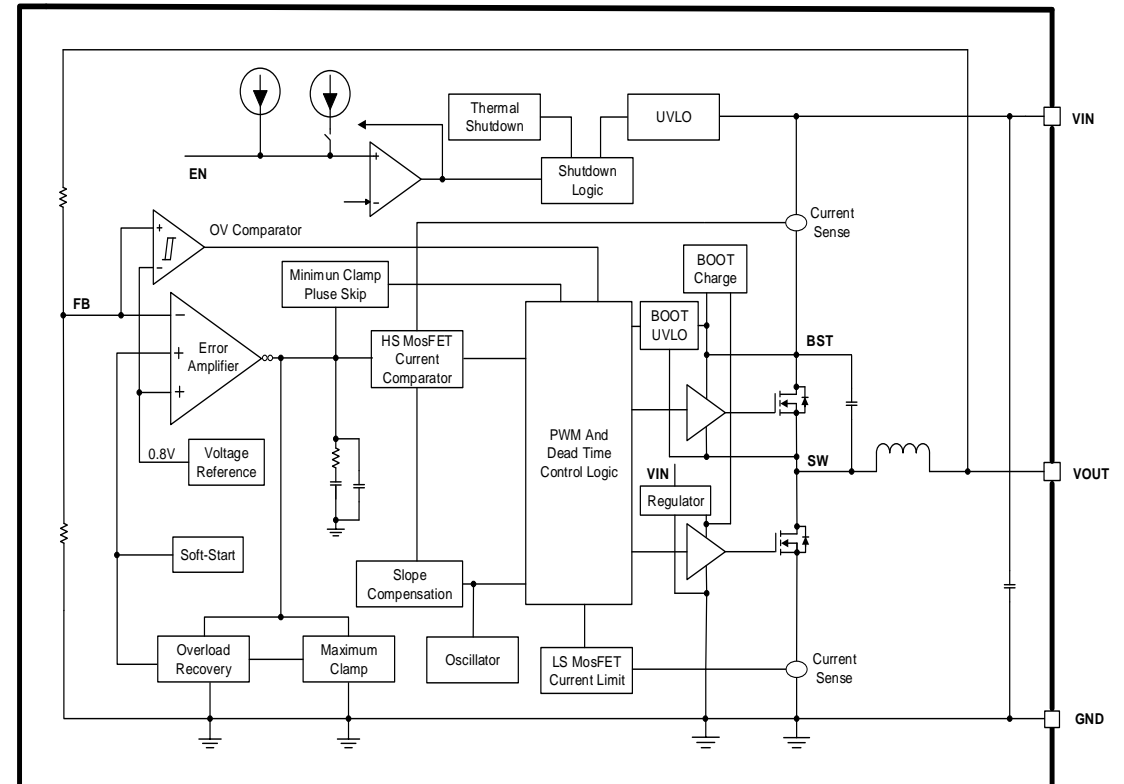 Thermal
Shutdown
UVLO
VIN
EN
+
-
Shutdown
Logic
Current
Sense
+
-
OV Comparator
BOOT
Charge
Minimun Clamp
Pluse Skip
FB
BOOT
UVLO
-
+
+
Error
Amplifier
HS MosFET
Current
Comparator
BST
PWM And
Dead Time
Control Logic
0.8V
Voltage
Reference
SW
VIN
VOUT
Regulator
Soft-Start
Slope
Compensation
Overload
Recovery
Maximum
Clamp
Oscillator
LS MosFET
Current Limit
Current
Sense
GND